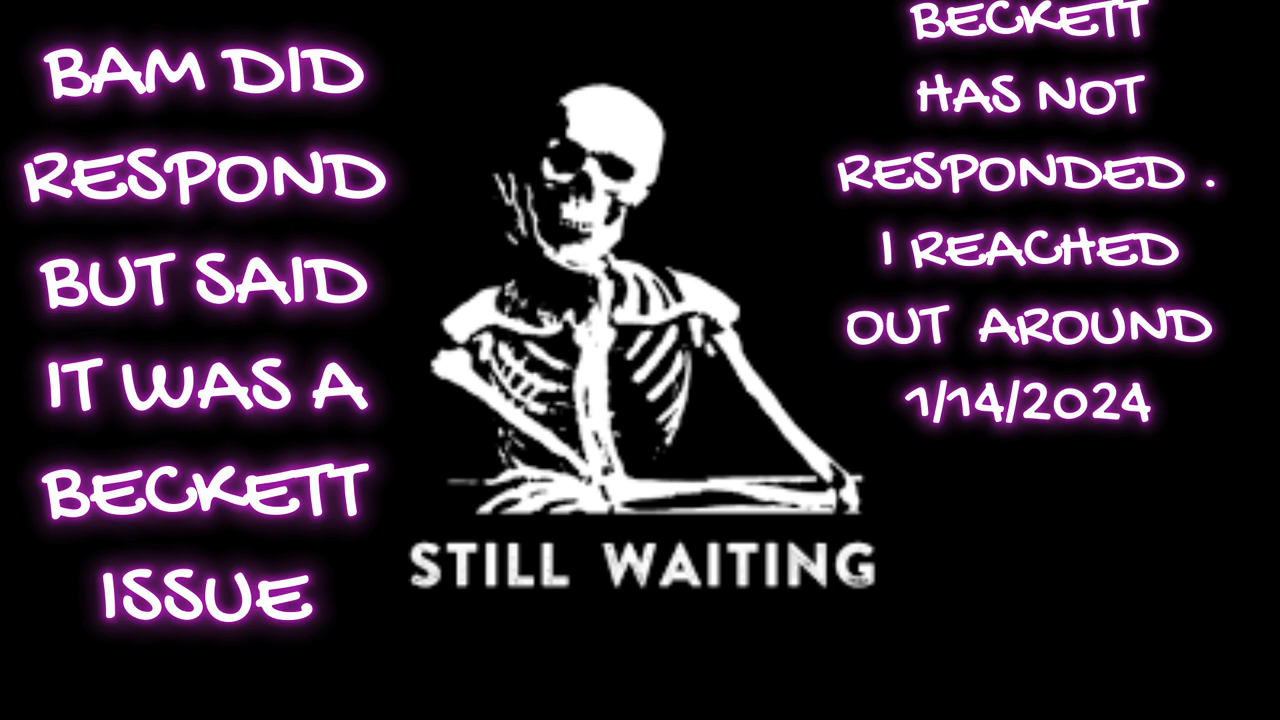 BAM DID
RESPOND
BUT SAID
IT WAS A
BECKETT
ISSUE
STILL WAITING
BECKETT
HAS NOT
RESPONDED .
I REACHED
OUT AROUND
1/14/2024